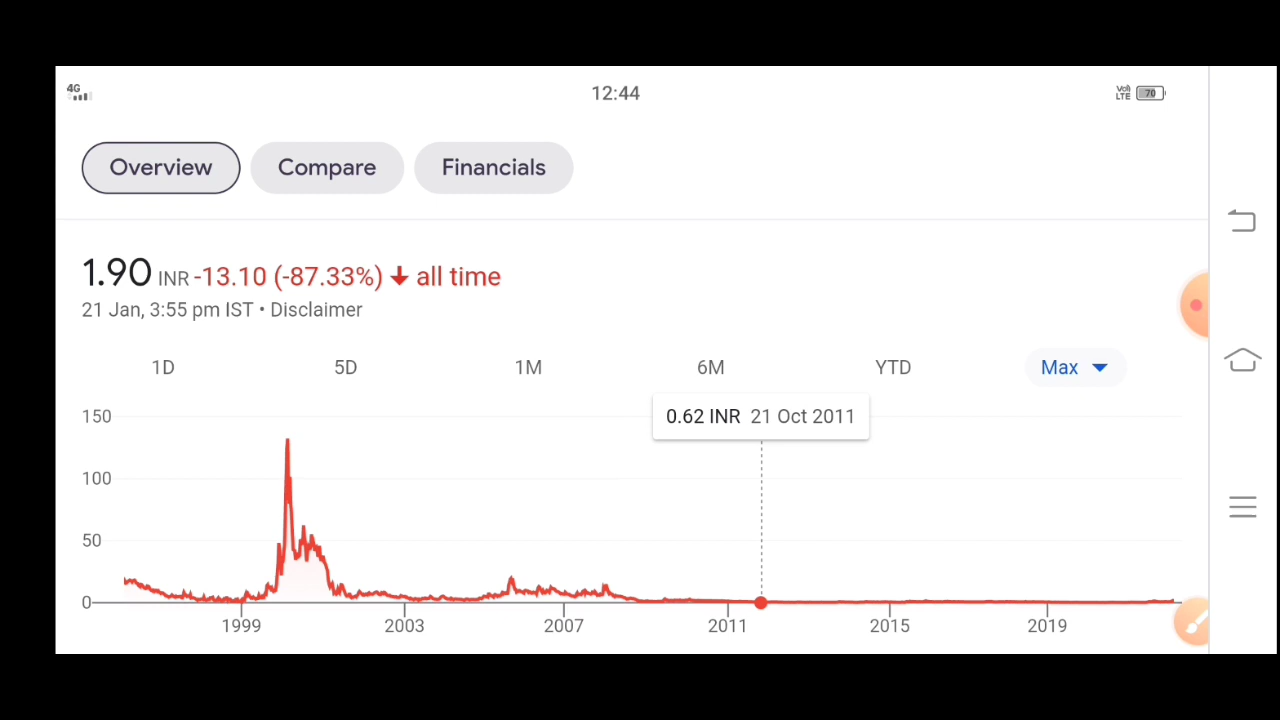 4G 12:44 Vo) LTE 70
Overview Compare Financials
1.90 INR -13.10 (-87.33%) ↓ all time
21 Jan, 3:55 pm IST • Disclaimer
1D 5D 1M 6M YTD Max
0.62 INR 21 Oct 2011
150
100
50
0
1999 2003 2007 2011 2015 2019